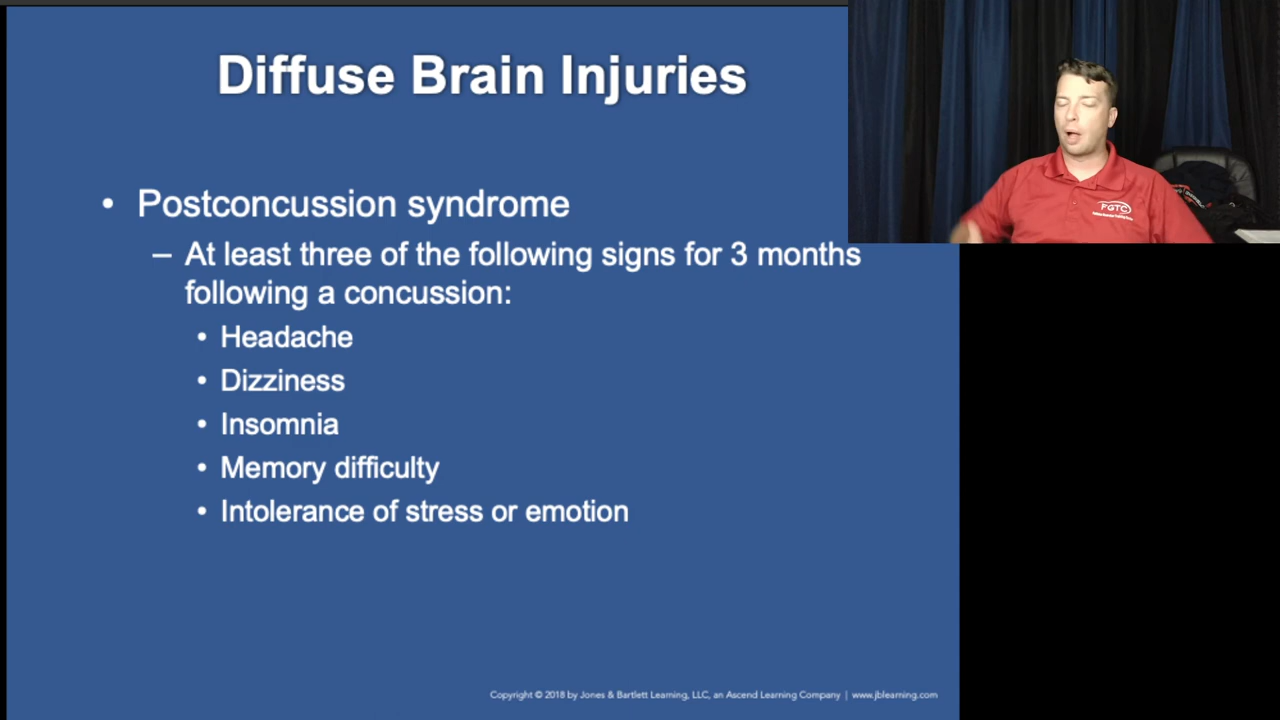 Diffuse Brain Injuries
• Postconcussion syndrome
– At least three of the following signs for 3 months
following a concussion:
• Headache
• Dizziness
• Insomnia
• Memory difficulty
• Intolerance of stress or emotion
Copyright © 2018 by Jones & Bartlett Learning, LLC, an Ascend Learning Company | www.jblearning.com
FGTC